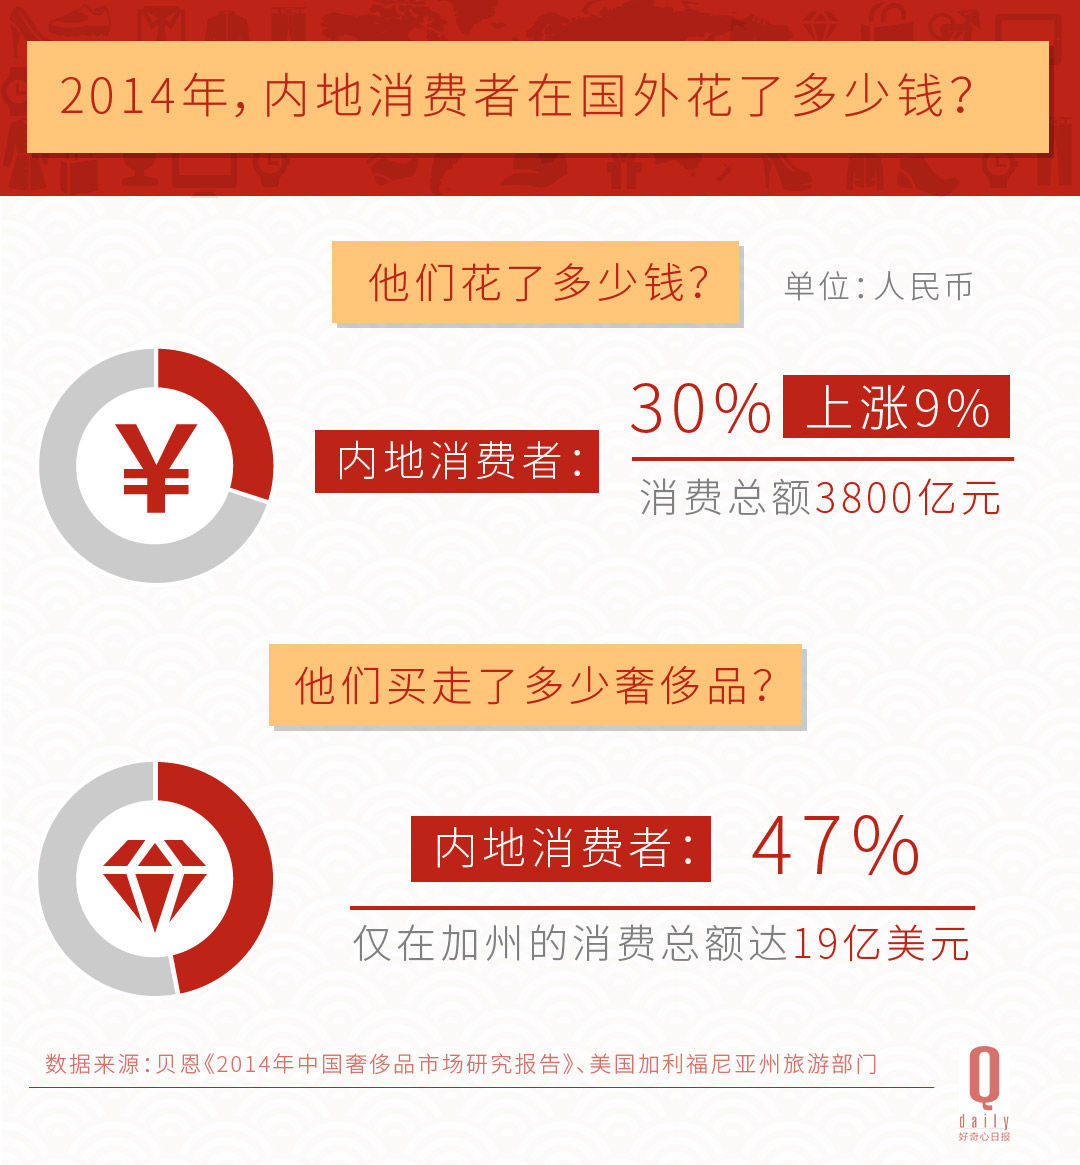 2014年，内地消费者在国外花了多少钱？
他们花了多少钱？
单位：人民币
¥
内地消费者：
30% 上涨9%
消费总额3800亿元
他们买走了多少奢侈品？
内地消费者： 47%
仅在加州的消费总额达19亿美元
数据来源：贝恩《2014年中国奢侈品市场研究报告》、美国加利福尼亚州旅游部门
Q
daily
好奇心日报